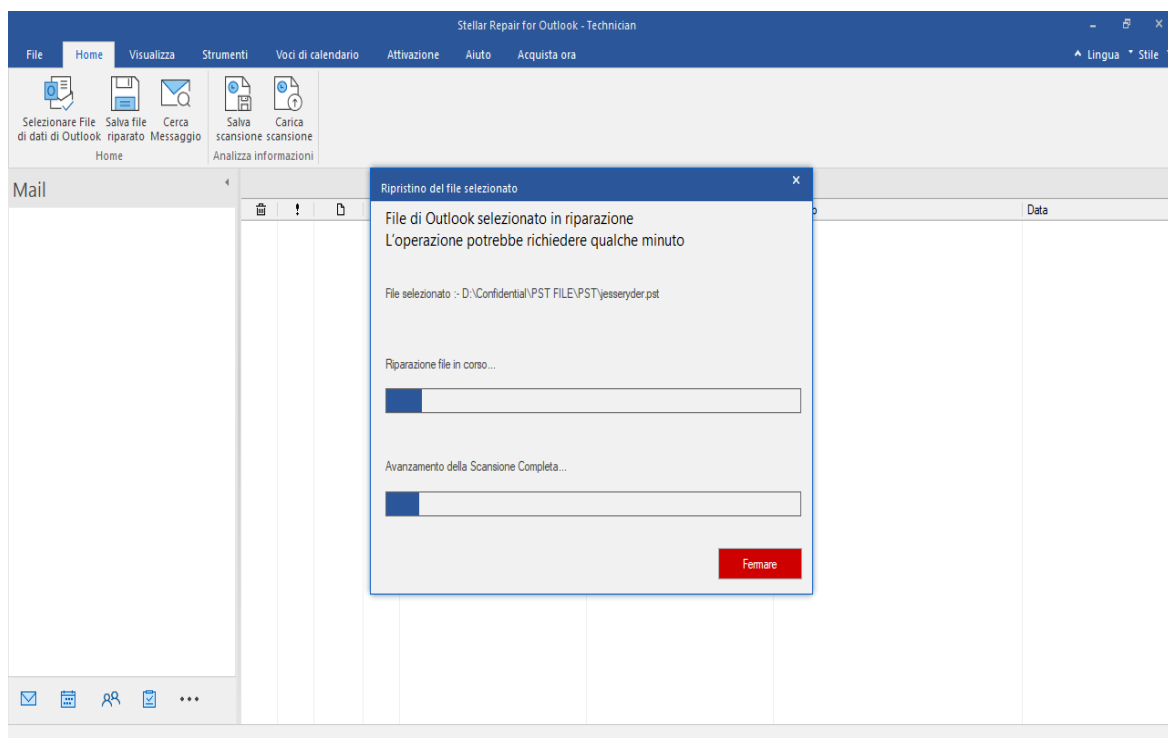 Stellar Repair for Outlook - Technician
File Home Visualizza Strumenti Voci di calendario Attivazione Aiuto Acquista ora Lingua Stile
Selezionare File Salva file Cerca Salva Carica
di dati di Outlook riparato Messaggio scansione scansione
Home Analizza informazioni
Mail
Data
Ripristino del file selezionato
File di Outlook selezionato in riparazione
L'operazione potrebbe richiedere qualche minuto
File selezionato :- D:\Confidential\PST FILE\PST\jesseryder.pst
Riparazione file in corso...
Avanzamento della Scansione Completa...
Fermare